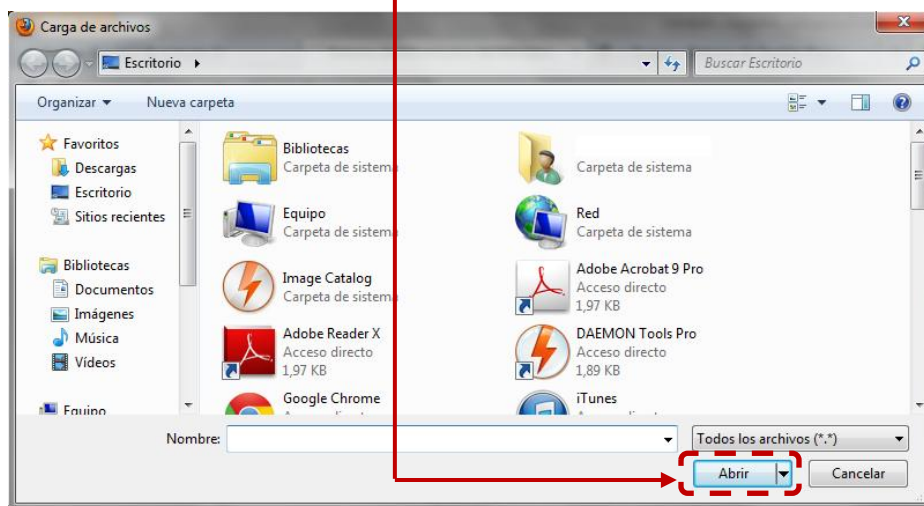 Carga de archivos
Escritorio
Buscar Escritorio
Organizar
Nueva carpeta
Favoritos
Descargas
Escritorio
Sitios recientes
Bibliotecas
Documentos
Imágenes
Música
Vídeos
Equipo
Bibliotecas
Carpeta de sistema
Carpeta de sistema
Equipo
Carpeta de sistema
Red
Carpeta de sistema
Image Catalog
Carpeta de sistema
Adobe Acrobat 9 Pro
Acceso directo
1,97 KB
Adobe Reader X
Acceso directo
1,97 KB
DAEMON Tools Pro
Acceso directo
1,89 KB
Google Chrome
iTunes
Nombre:
Todos los archivos (*.*)
Abrir
Cancelar